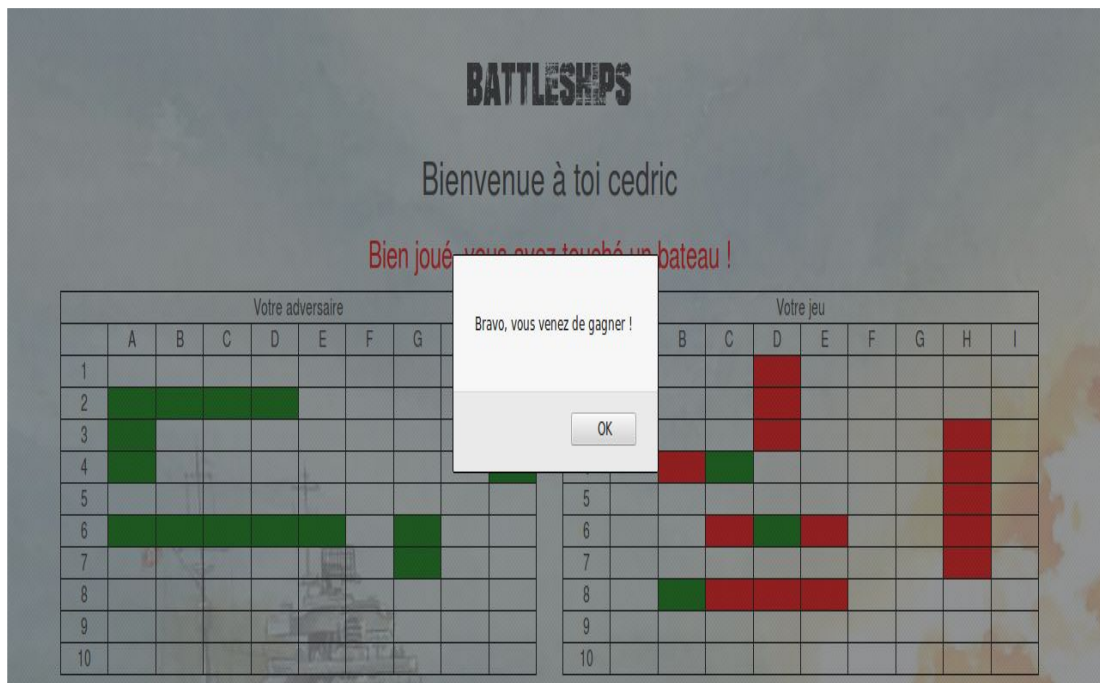 BATTLESHIPS
Bienvenue à toi cedric
Bien joué, vous avez touché un bateau !
Bravo, vous venez de gagner !
OK
Votre adversaire
A B C D E F G
1
2
3
4
5
6
7
8
9
10
Votre jeu
B C D E F G H I
5
6
7
8
9
10